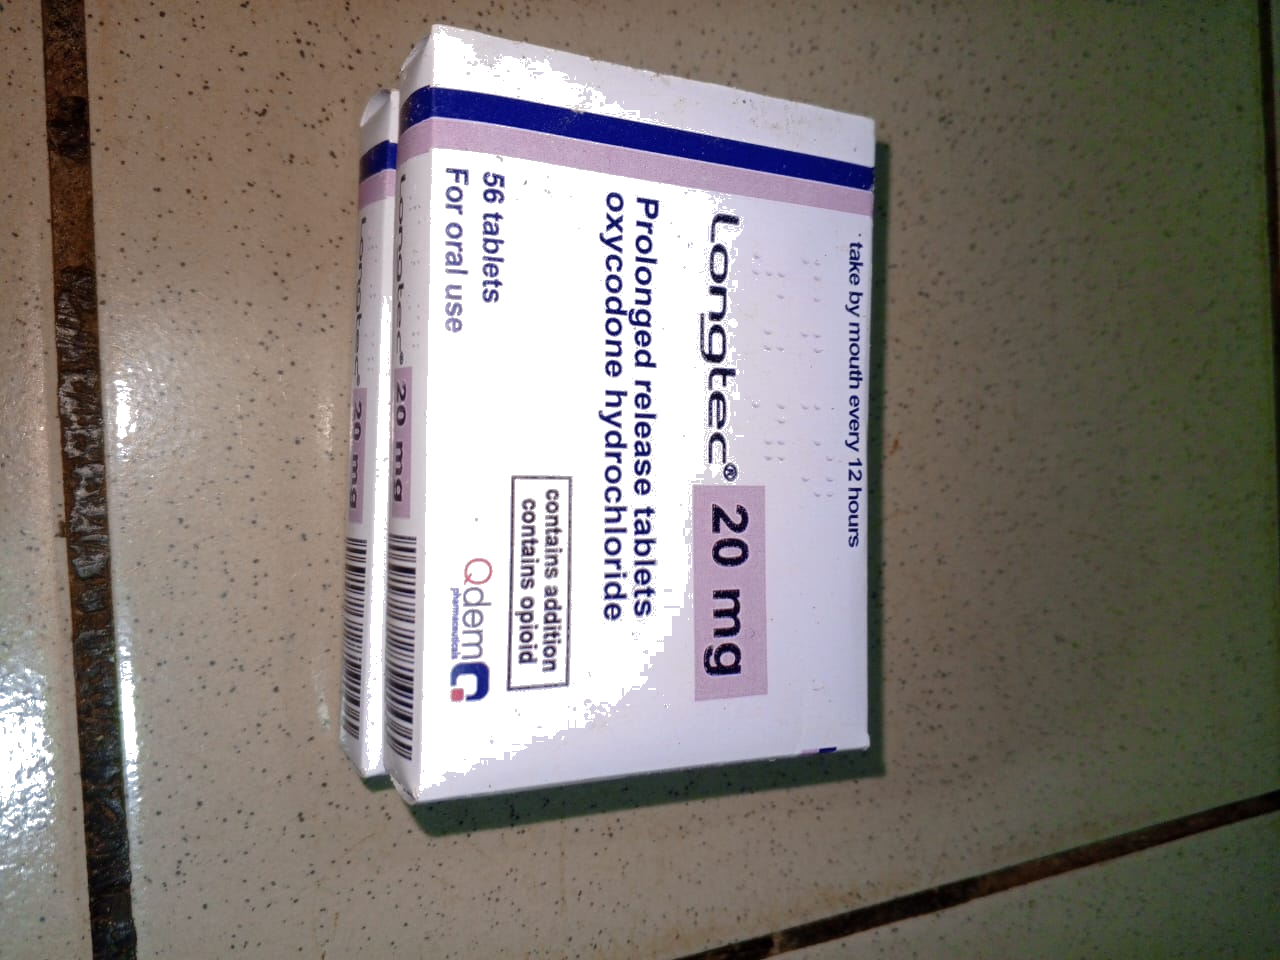 take by mouth every 12 hours
Longtec® 20 mg
Prolonged release tablets
oxycodone hydrochloride
contains addition
contains opioid
56 tablets
For oral use
Qdem
pharmaceuticals
Longtec® 20 mg
Longtec® 20 mg